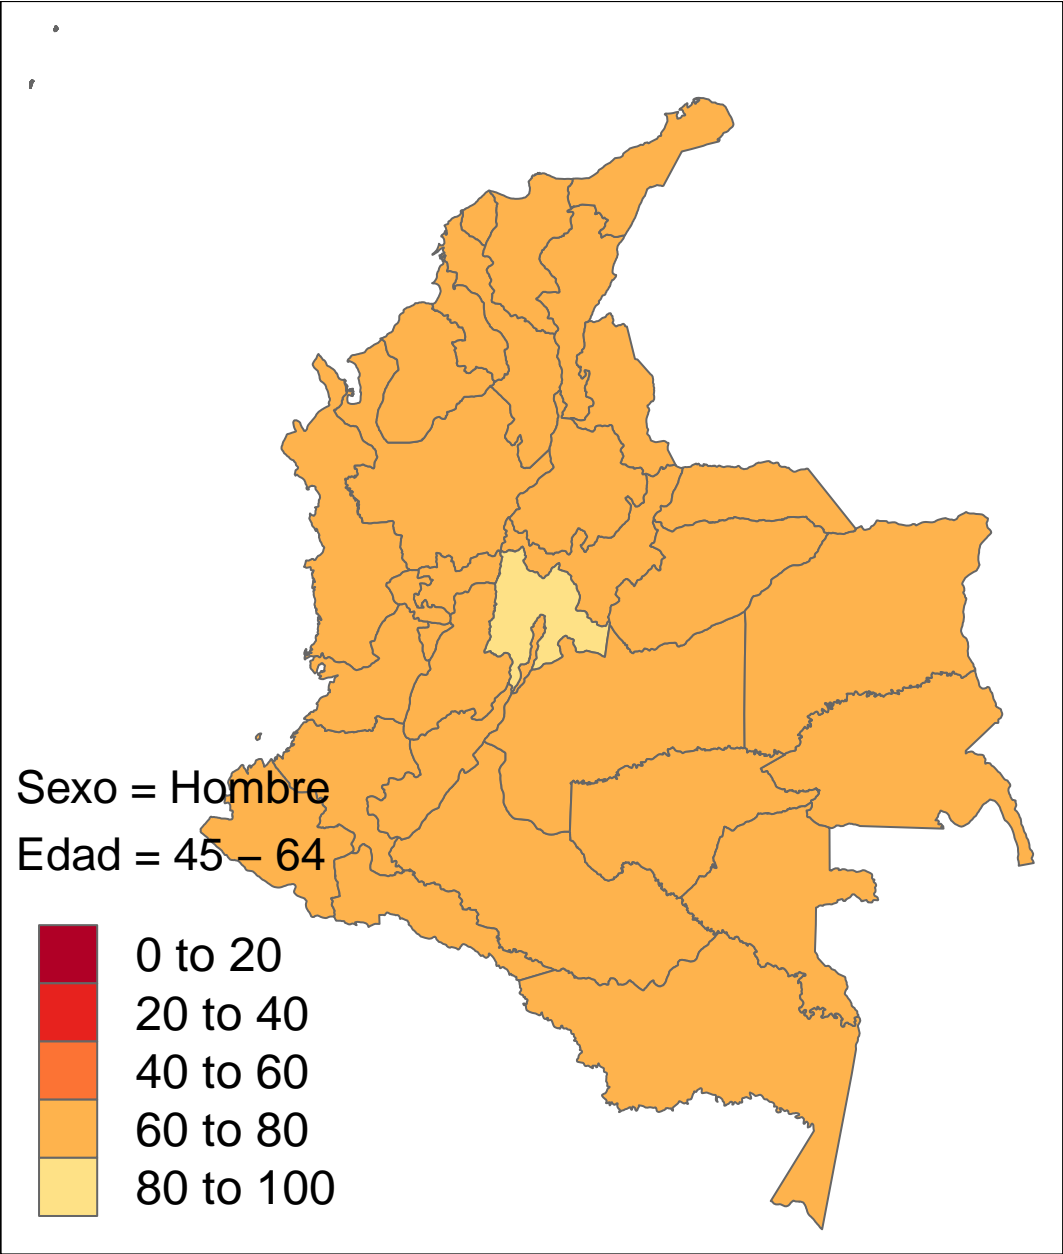 Sexo = Hombre
Edad = 45 – 64
0 to 20
20 to 40
40 to 60
60 to 80
80 to 100